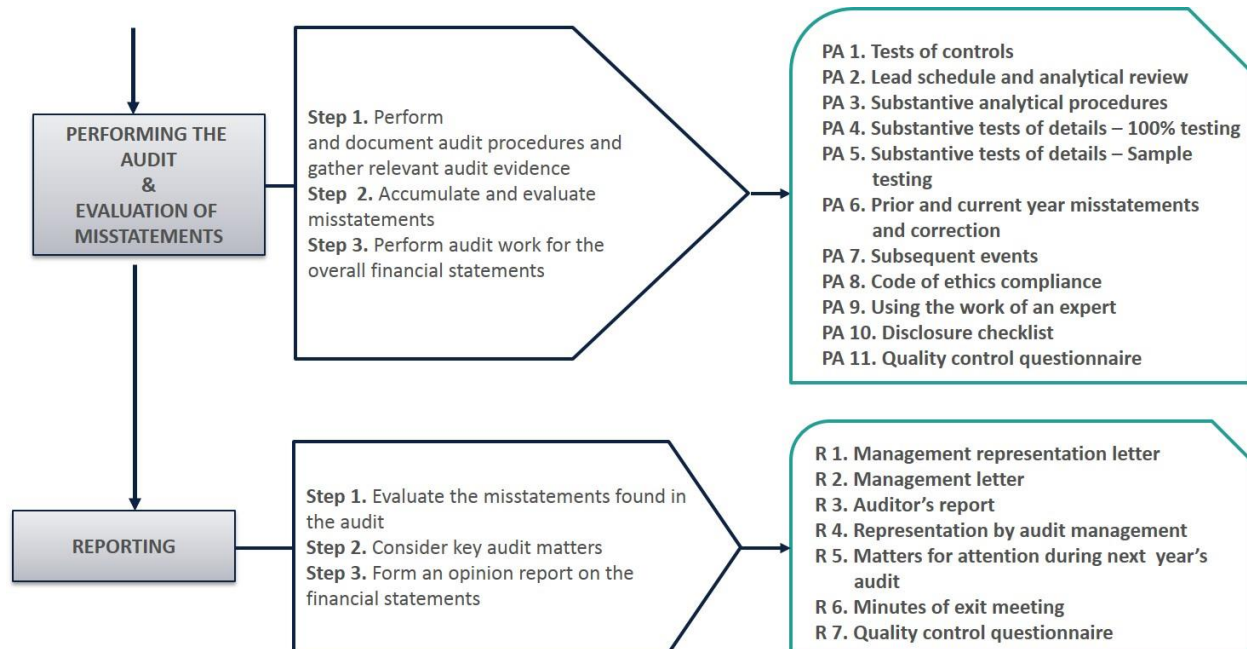 PERFORMING THE
AUDIT
&
EVALUATION OF
MISSTATEMENTS
Step 1. Perform
and document audit procedures and
gather relevant audit evidence
Step 2. Accumulate and evaluate
misstatements
Step 3. Perform audit work for the
overall financial statements
PA 1. Tests of controls
PA 2. Lead schedule and analytical review
PA 3. Substantive analytical procedures
PA 4. Substantive tests of details – 100% testing
PA 5. Substantive tests of details – Sample
testing
PA 6. Prior and current year misstatements
and correction
PA 7. Subsequent events
PA 8. Code of ethics compliance
PA 9. Using the work of an expert
PA 10. Disclosure checklist
PA 11. Quality control questionnaire
REPORTING
Step 1. Evaluate the misstatements found in
the audit
Step 2. Consider key audit matters
Step 3. Form an opinion report on the
financial statements
R 1. Management representation letter
R 2. Management letter
R 3. Auditor's report
R 4. Representation by audit management
R 5. Matters for attention during next year's
audit
R 6. Minutes of exit meeting
R 7. Quality control questionnaire